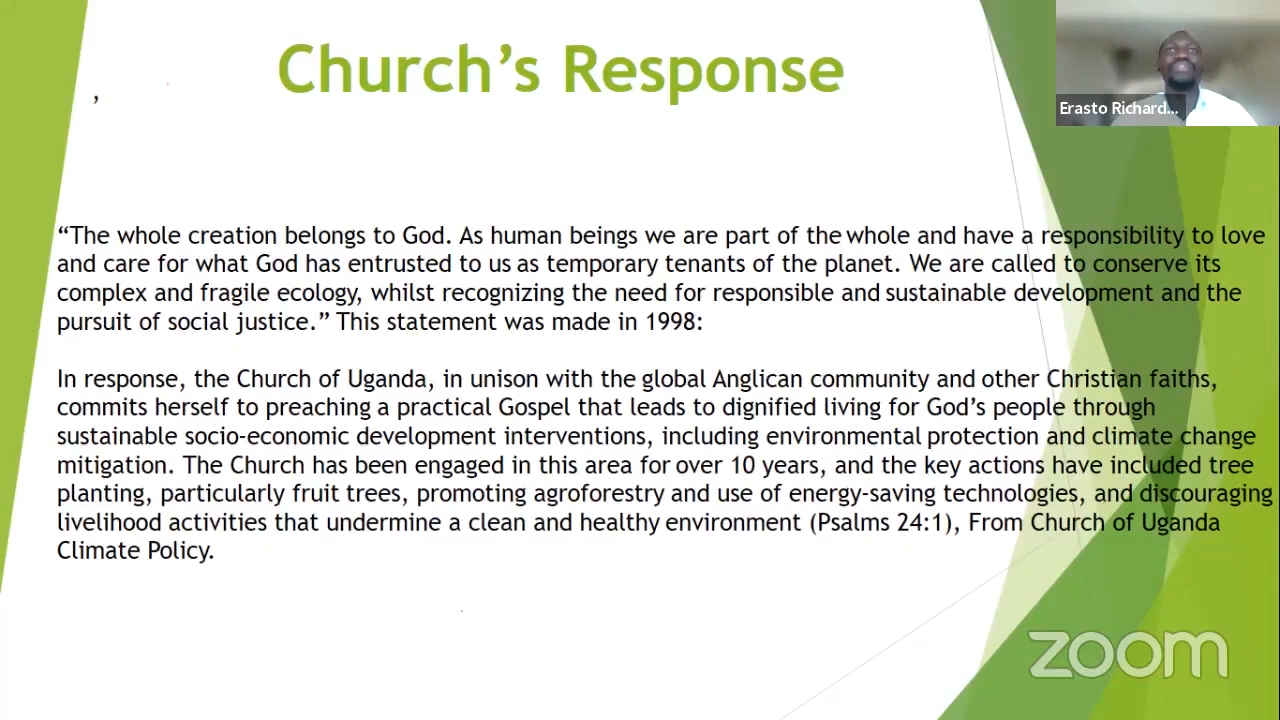 Church’s Response
,
Erasto Richard...
“The whole creation belongs to God. As human beings we are part of the whole and have a responsibility to love
and care for what God has entrusted to us as temporary tenants of the planet. We are called to conserve its
complex and fragile ecology, whilst recognizing the need for responsible and sustainable development and the
pursuit of social justice.” This statement was made in 1998:
In response, the Church of Uganda, in unison with the global Anglican community and other Christian faiths,
commits herself to preaching a practical Gospel that leads to dignified living for God’s people through
sustainable socio-economic development interventions, including environmental protection and climate change
mitigation. The Church has been engaged in this area for over 10 years, and the key actions have included tree
planting, particularly fruit trees, promoting agroforestry and use of energy-saving technologies, and discouraging
livelihood activities that undermine a clean and healthy environment (Psalms 24:1), From Church of Uganda
Climate Policy.
zoom